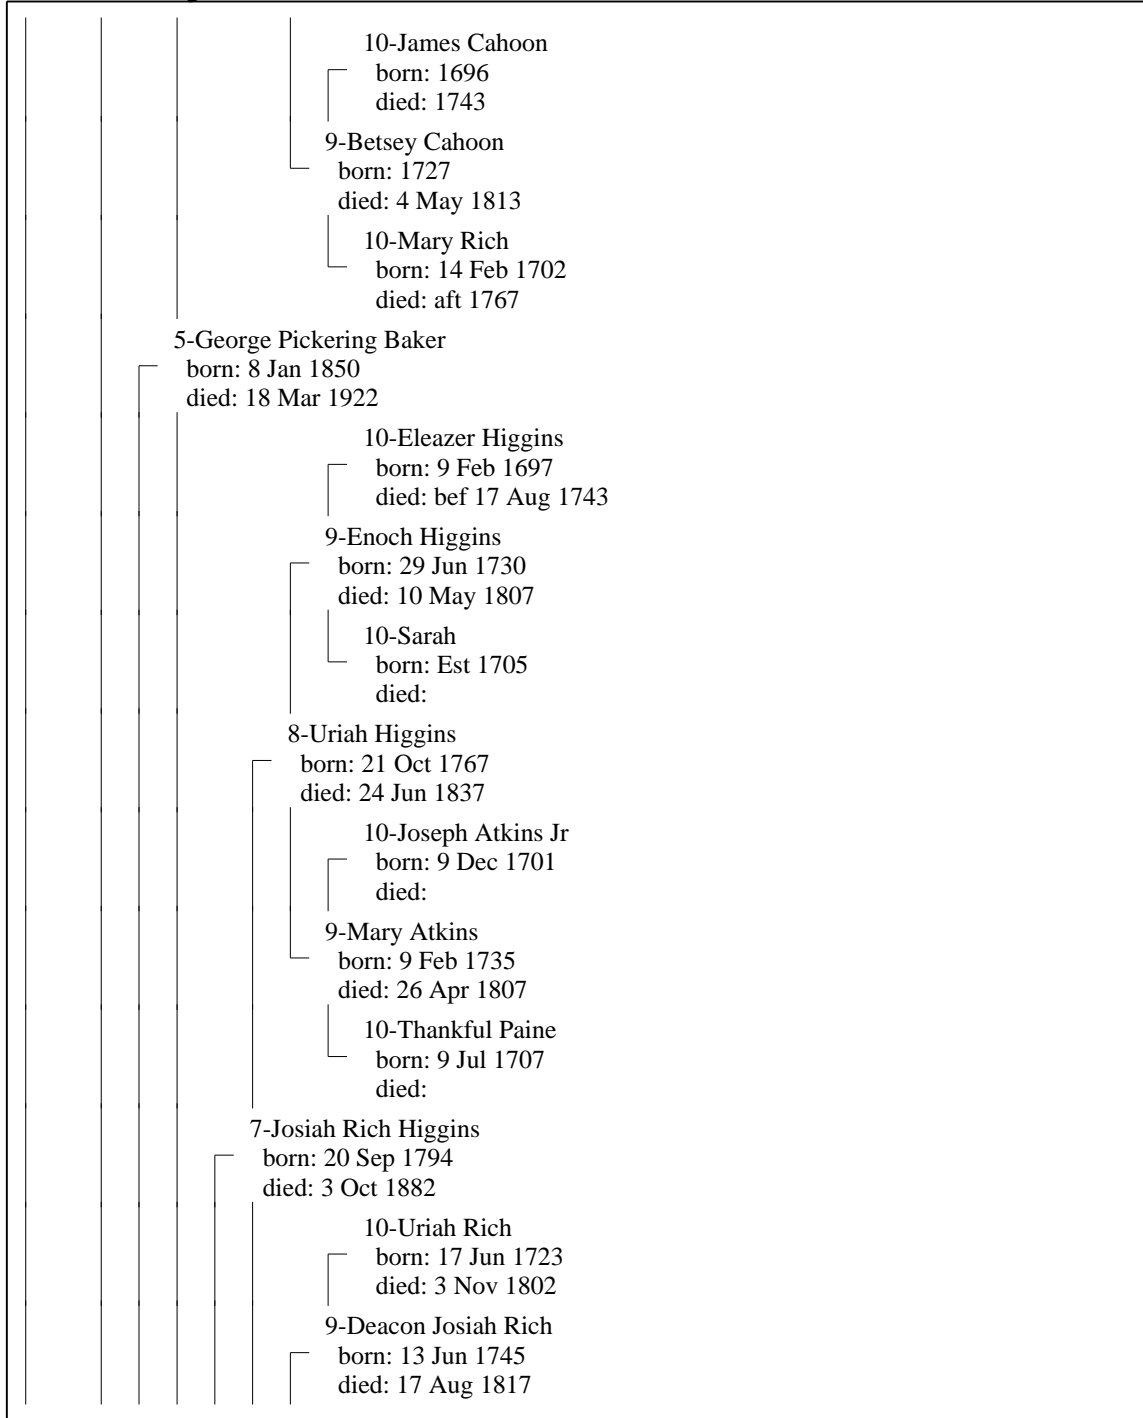 10-James Cahoon
born: 1696
died: 1743
9-Betsey Cahoon
born: 1727
died: 4 May 1813
10-Mary Rich
born: 14 Feb 1702
died: aft 1767
5-George Pickering Baker
born: 8 Jan 1850
died: 18 Mar 1922
10-Eleazer Higgins
born: 9 Feb 1697
died: bef 17 Aug 1743
9-Enoch Higgins
born: 29 Jun 1730
died: 10 May 1807
10-Sarah
born: Est 1705
died:
8-Uriah Higgins
born: 21 Oct 1767
died: 24 Jun 1837
10-Joseph Atkins Jr
born: 9 Dec 1701
died:
9-Mary Atkins
born: 9 Feb 1735
died: 26 Apr 1807
10-Thankful Paine
born: 9 Jul 1707
died:
7-Josiah Rich Higgins
born: 20 Sep 1794
died: 3 Oct 1882
10-Uriah Rich
born: 17 Jun 1723
died: 3 Nov 1802
9-Deacon Josiah Rich
born: 13 Jun 1745
died: 17 Aug 1817